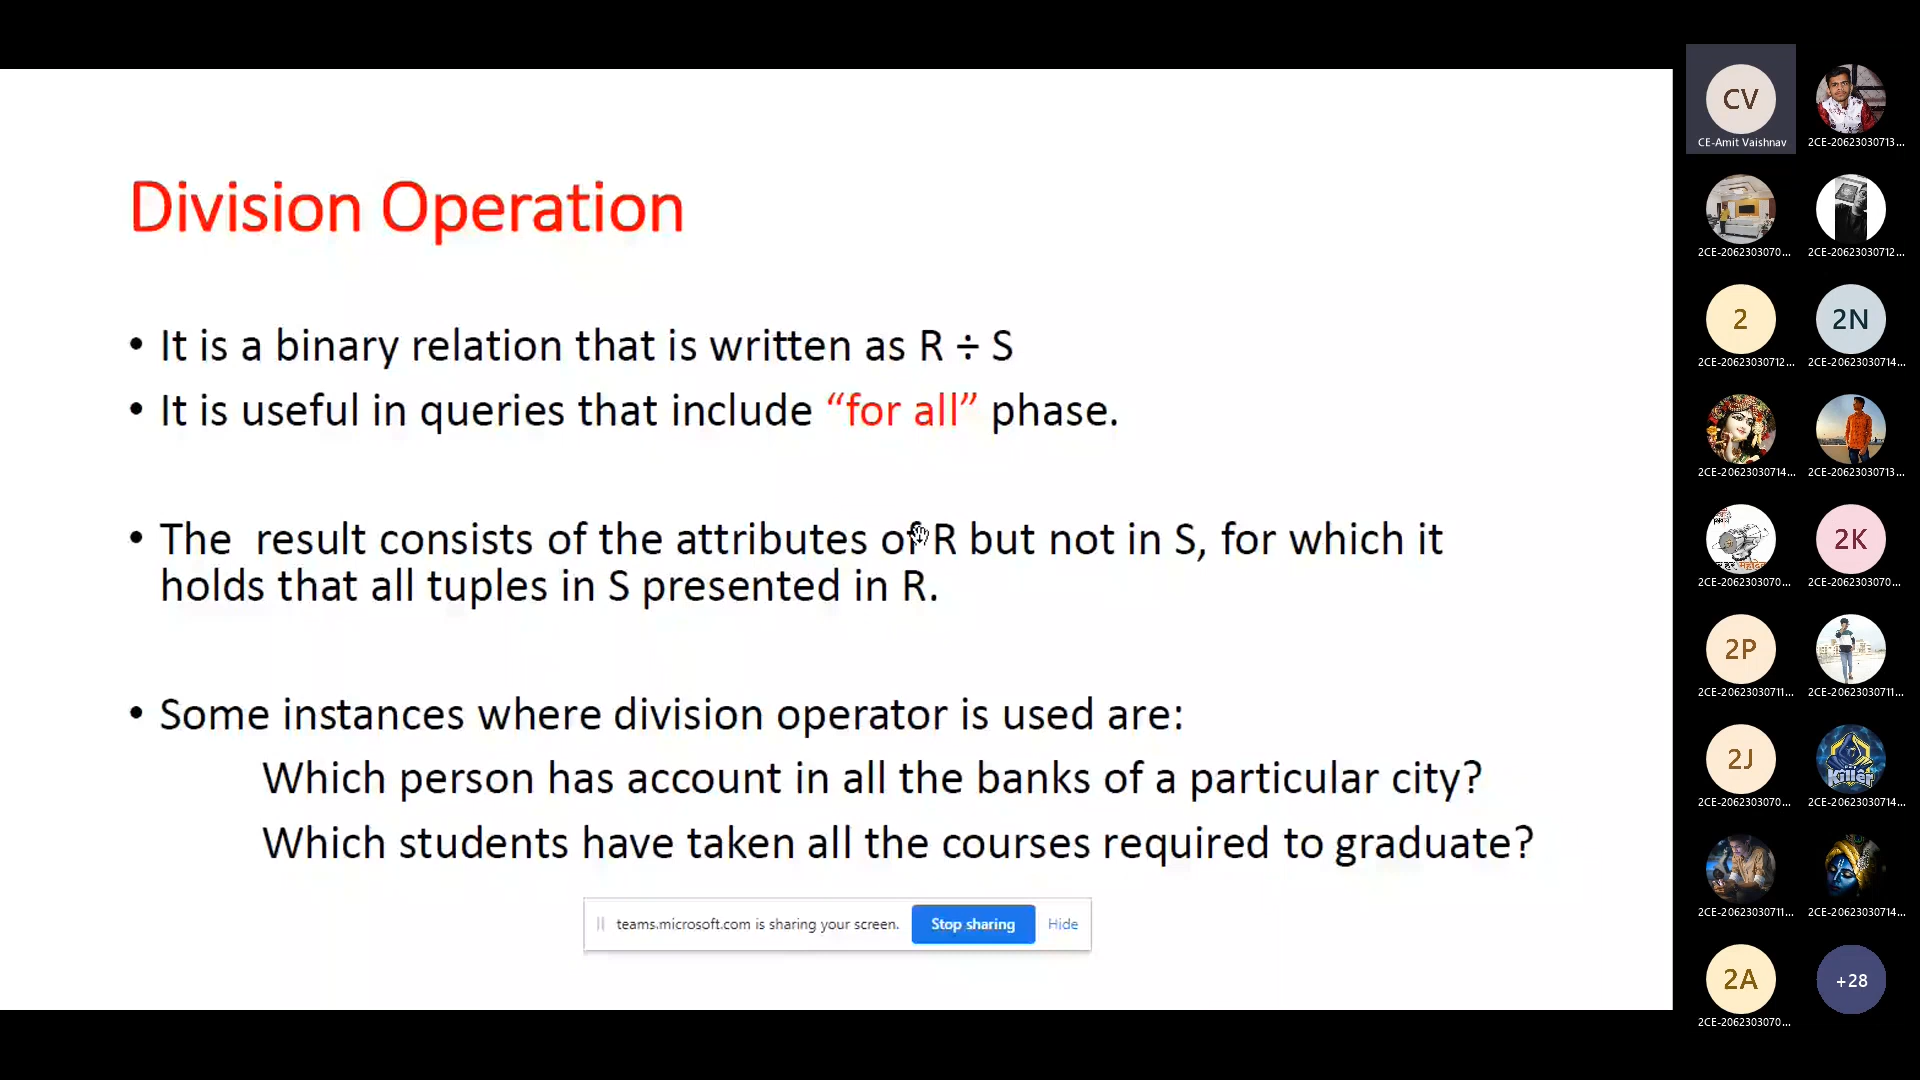 Division Operation
• It is a binary relation that is written as R ÷ S
• It is useful in queries that include “for all” phase.
• The result consists of the attributes of R but not in S, for which it
holds that all tuples in S presented in R.
• Some instances where division operator is used are:
Which person has account in all the banks of a particular city?
Which students have taken all the courses required to graduate?
teams.microsoft.com is sharing your screen. Stop sharing Hide
CV
CE-Amit Vaishnav 2CE-20623030713...
2CE-2062303070... 2CE-20623030712...
2 2N
2CE-20623030712... 2CE-20623030714...
2CE-20623030714... 2CE-20623030713...
2K
2CE-2062303070... 2CE-2062303070...
2P
2CE-20623030711... 2CE-20623030711...
2J Killer
2CE-2062303070... 2CE-20623030714...
2CE-20623030711... 2CE-20623030714...
2A +28
2CE-2062303070...